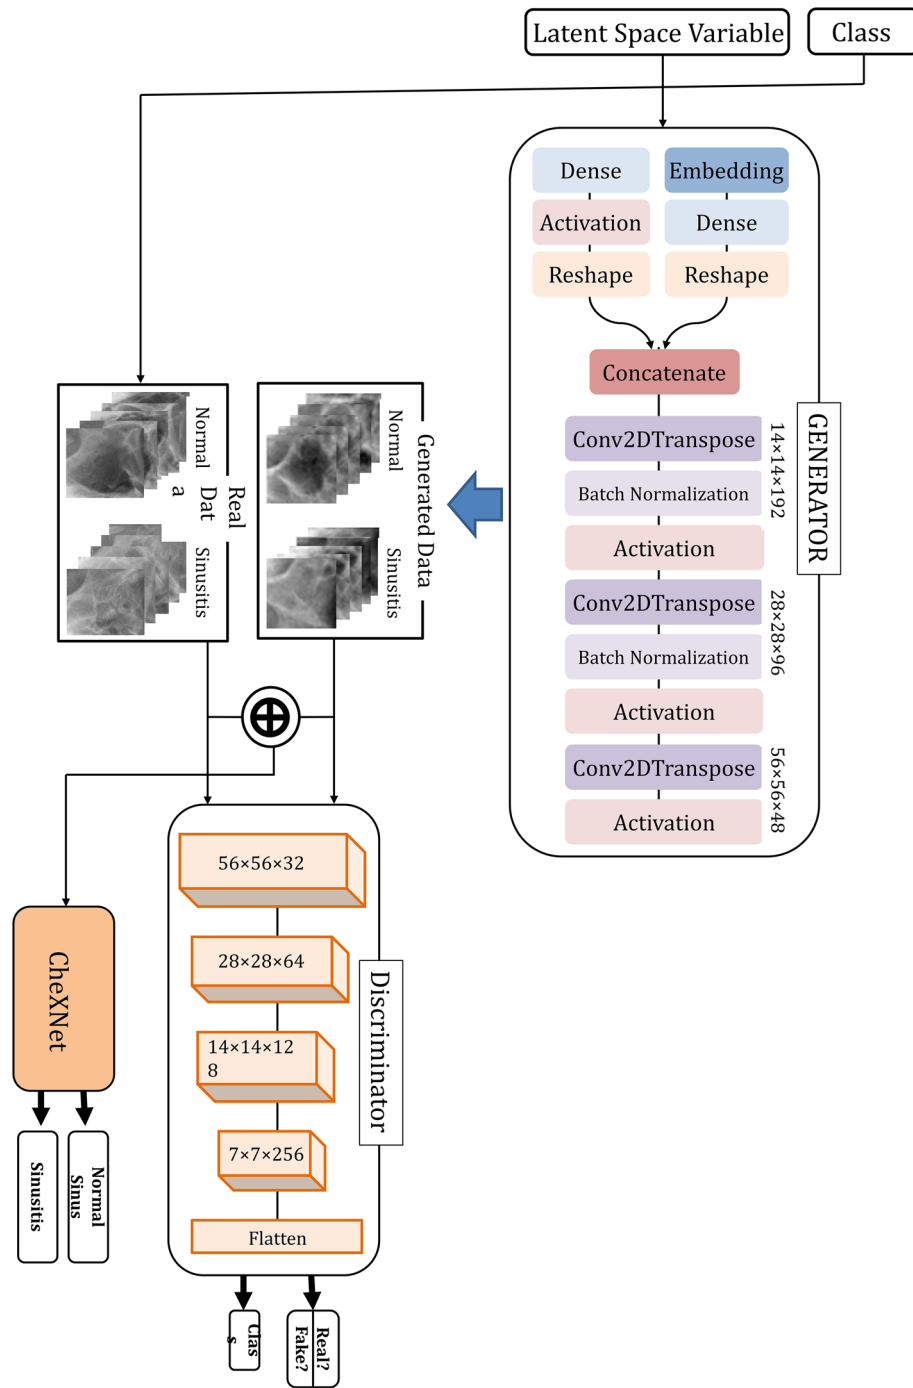 Latent Space Variable
Class
Dense
Embedding
Activation
Dense
Reshape
Reshape
Concatenate
Conv2DTranspose
14×14×192
Batch Normalization
Activation
Conv2DTranspose
28×28×96
Batch Normalization
Activation
Conv2DTranspose
56×56×48
Activation
GENERATOR
Generated Data
Normal
Sinusitis
Real
Dat
a
Normal
Sinusitis
56×56×32
28×28×64
14×14×12
8
7×7×256
Flatten
Discriminator
CheXNet
Normal
Sinus
Sinusitis
Real?
Fake?
Clas
s